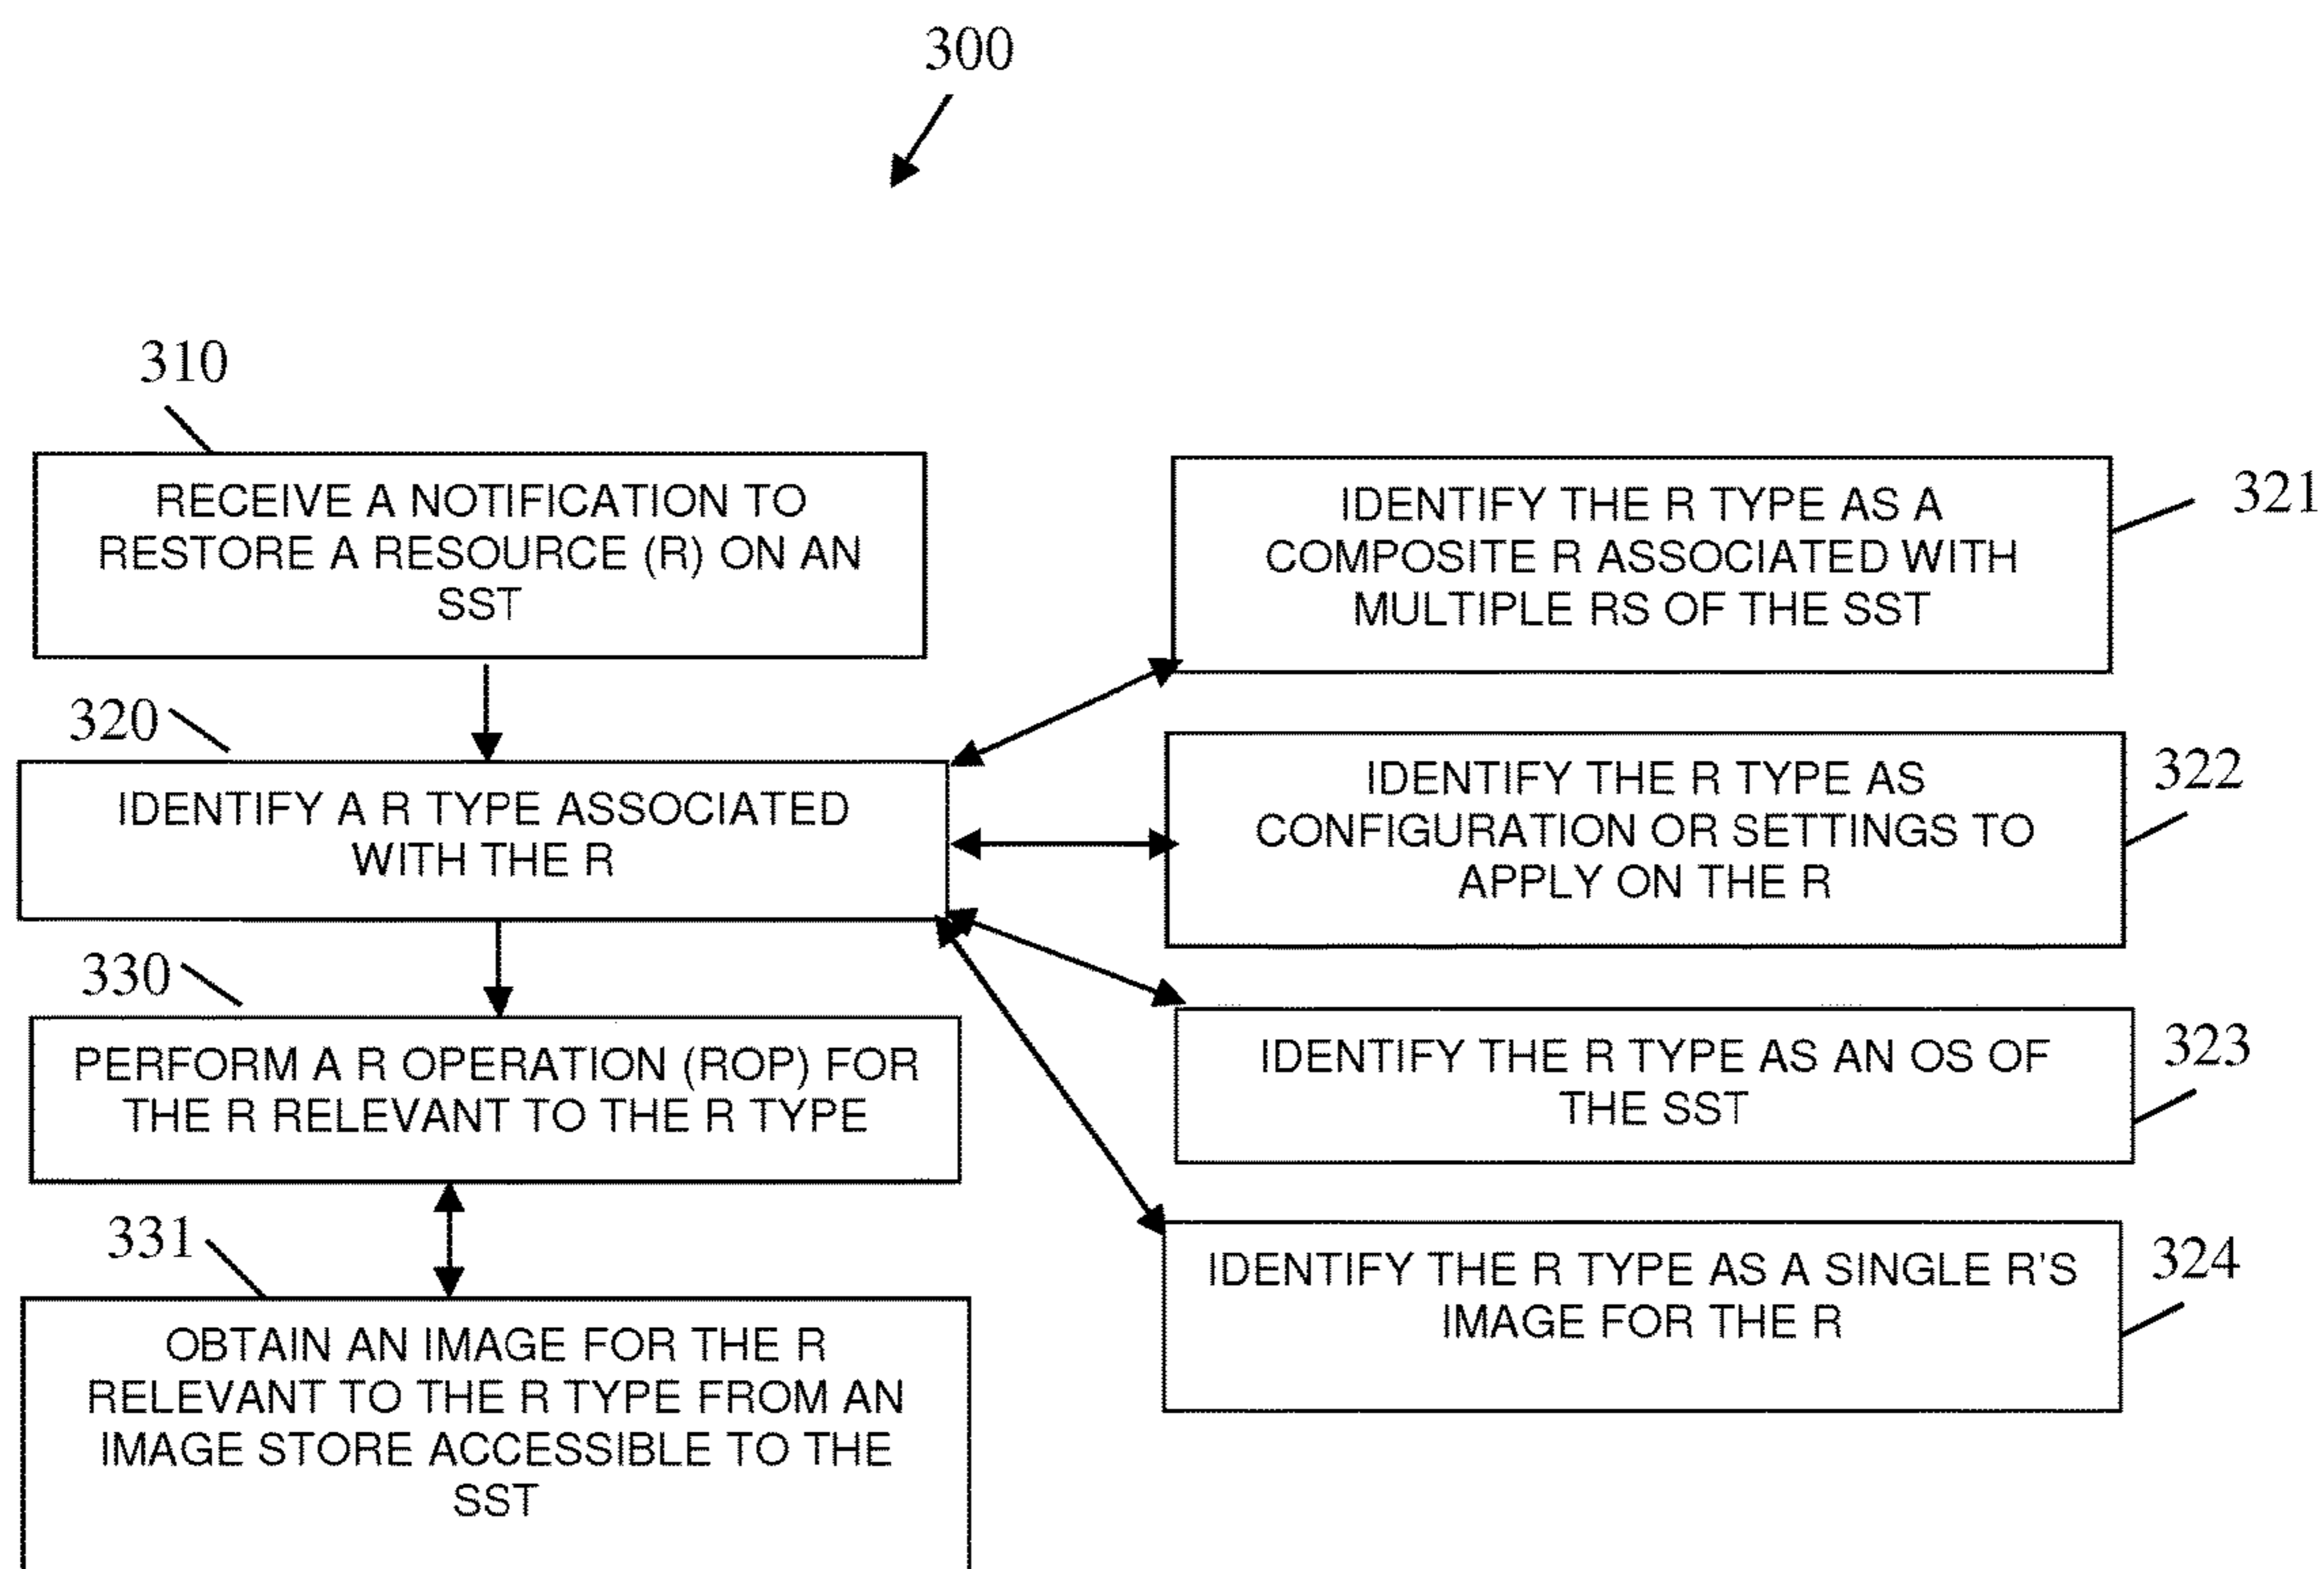 300
310
RECEIVE A NOTIFICATION TO
RESTORE A RESOURCE (R) ON AN
SST
320
IDENTIFY A R TYPE ASSOCIATED
WITH THE R
330
PERFORM A R OPERATION (ROP) FOR
THE R RELEVANT TO THE R TYPE
331
OBTAIN AN IMAGE FOR THE R
RELEVANT TO THE R TYPE FROM AN
IMAGE STORE ACCESSIBLE TO THE
SST
IDENTIFY THE R TYPE AS A
COMPOSITE R ASSOCIATED WITH
MULTIPLE RS OF THE SST
321
IDENTIFY THE R TYPE AS
CONFIGURATION OR SETTINGS TO
APPLY ON THE R
322
IDENTIFY THE R TYPE AS AN OS OF
THE SST
323
IDENTIFY THE R TYPE AS A SINGLE R'S
IMAGE FOR THE R
324